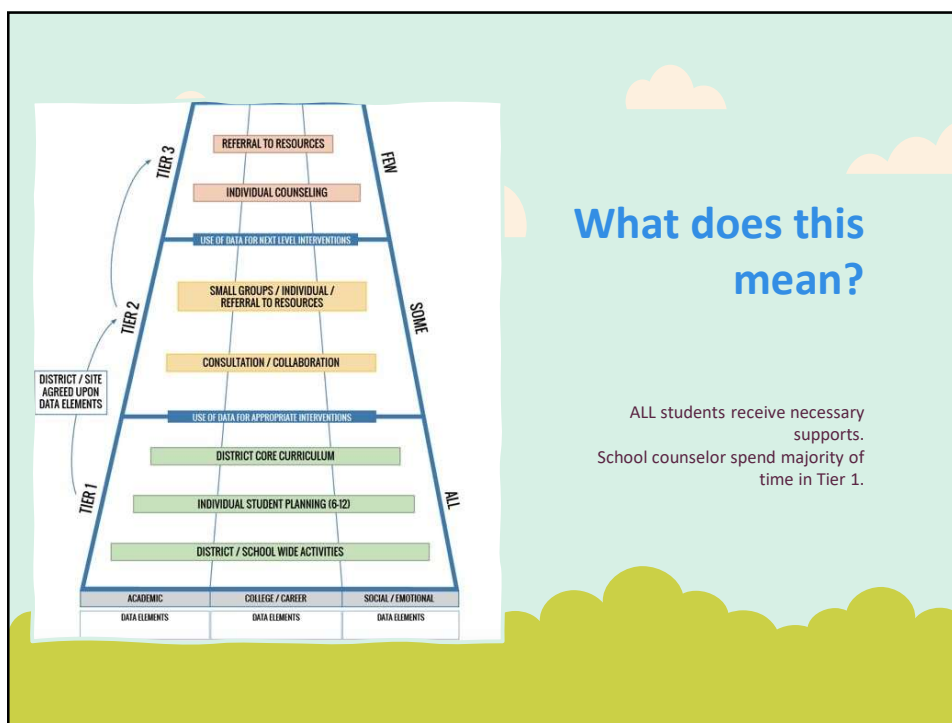 What does this
mean?
ALL students receive necessary
supports.
School counselor spend majority of
time in Tier 1.
TIER 3
FEW
REFERRAL TO RESOURCES
INDIVIDUAL COUNSELING
USE OF DATA FOR NEXT LEVEL INTERVENTIONS
TIER 2
SOME
SMALL GROUPS / INDIVIDUAL /
REFERRAL TO RESOURCES
CONSULTATION / COLLABORATION
DISTRICT / SITE
AGREED UPON
DATA ELEMENTS
USE OF DATA FOR APPROPRIATE INTERVENTIONS
TIER 1
ALL
DISTRICT CORE CURRICULUM
INDIVIDUAL STUDENT PLANNING (6-12)
DISTRICT / SCHOOL WIDE ACTIVITIES
ACADEMIC
COLLEGE / CAREER
SOCIAL / EMOTIONAL
DATA ELEMENTS
DATA ELEMENTS
DATA ELEMENTS